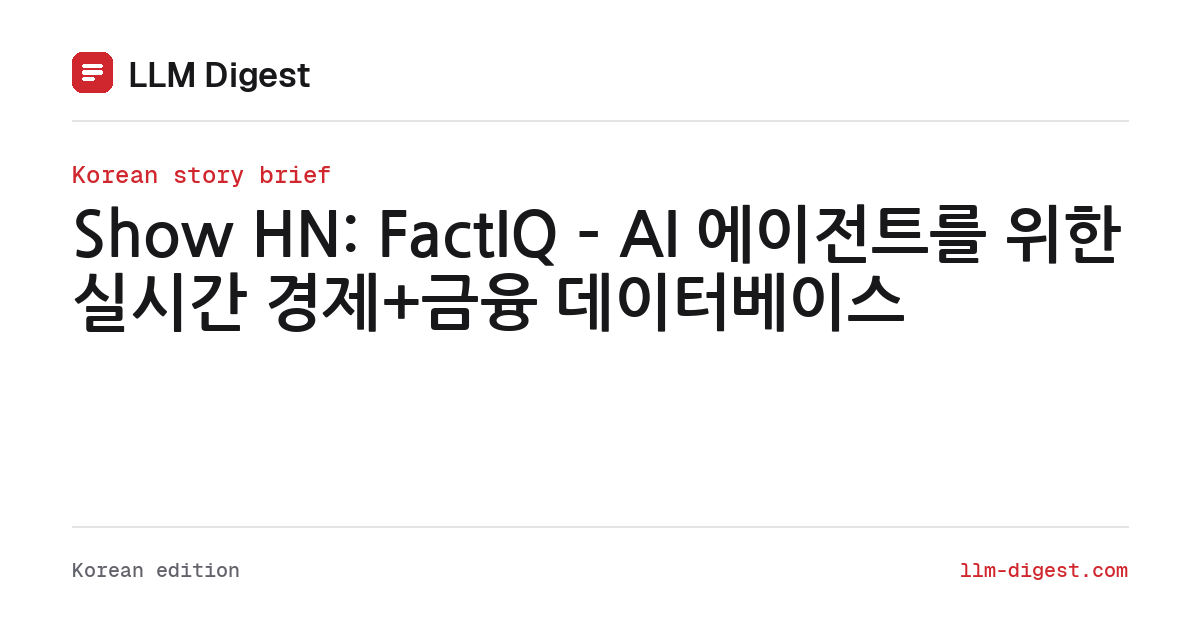 LLM Digest
Korean story brief
Show HN: FactIQ - AI 에이전트를 위한
실시간 경제+금융 데이터베이스
Korean edition
llm-digest.com